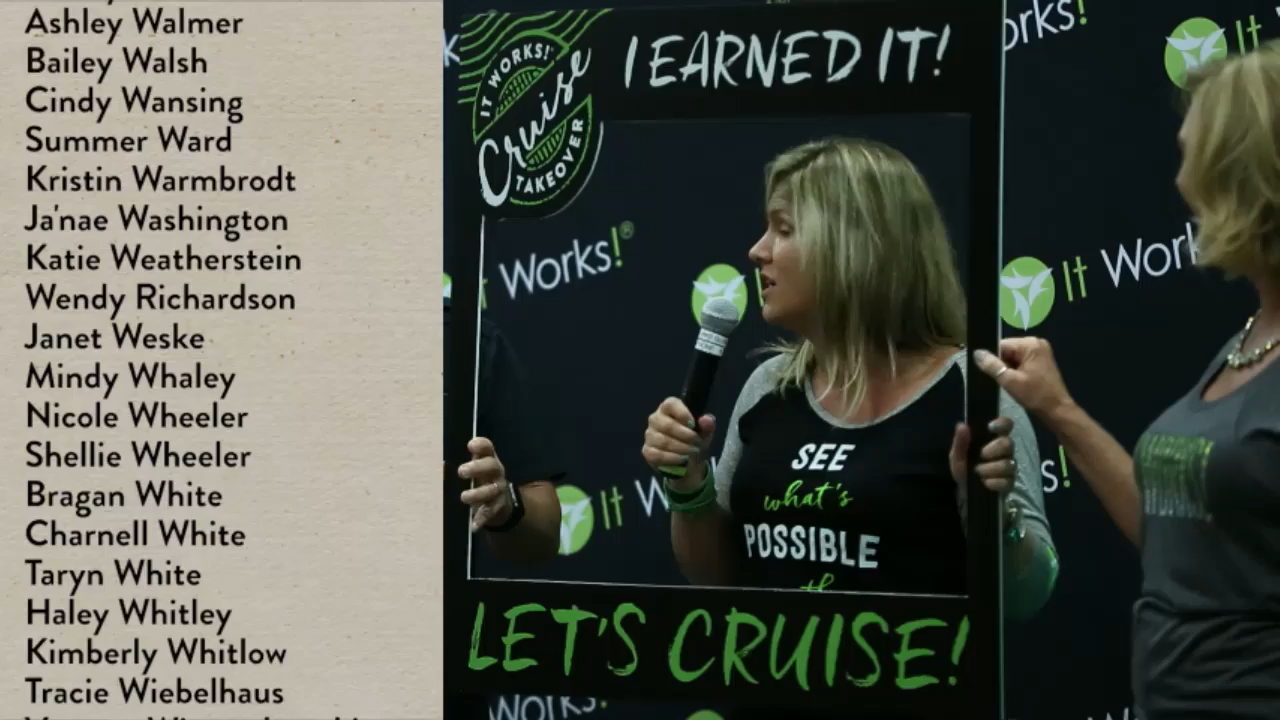 Ashley Walmer
Bailey Walsh
Cindy Wansing
Summer Ward
Kristin Warmbrodt
Ja'nae Washington
Katie Weatherstein
Wendy Richardson
Janet Weske
Mindy Whaley
Nicole Wheeler
Shellie Wheeler
Bragan White
Charnell White
Taryn White
Haley Whitley
Kimberly Whitlow
Tracie Wiebelhaus
IT WORKS!
Cruise
TAKEOVER
I EARNED IT!
orks!
It
Works!®
It Works
It W
s!
SEE
what's
POSSIBLE
LET'S CRUISE!
Works!